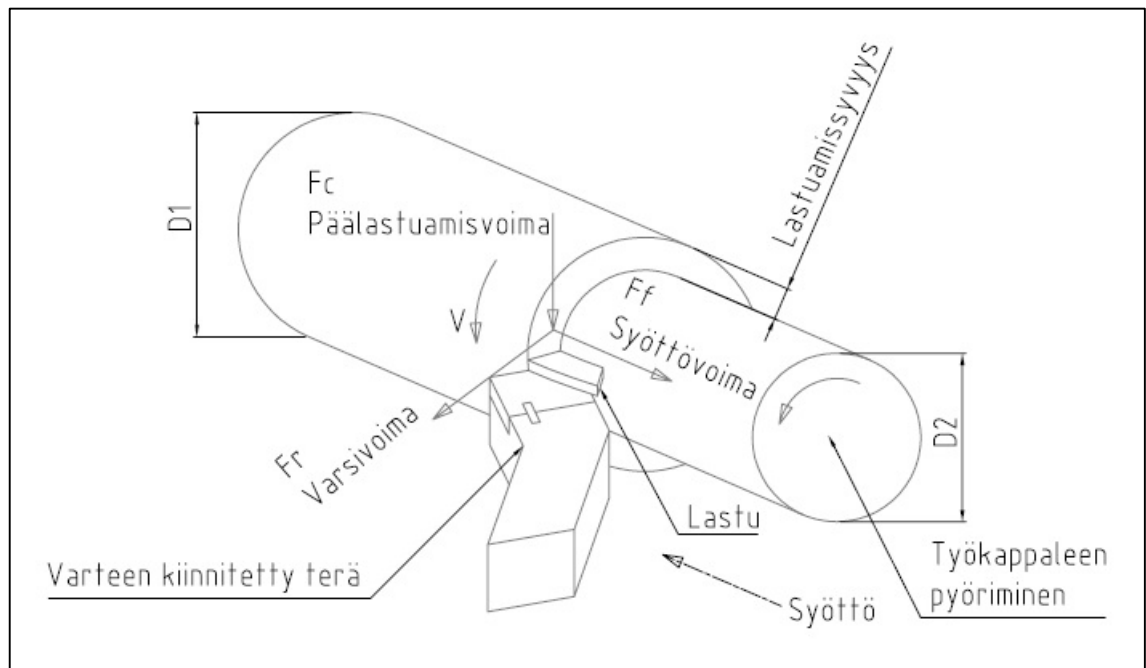 Lastuamissyvyys
D1
Fc
Päälastuamisvoima
V
Ff
Syöttövoima
Fr
Varsivoima
D2
Lastu
Varteen kiinnitetty terä
Syöttö
Työkappaleen
pyöriminen